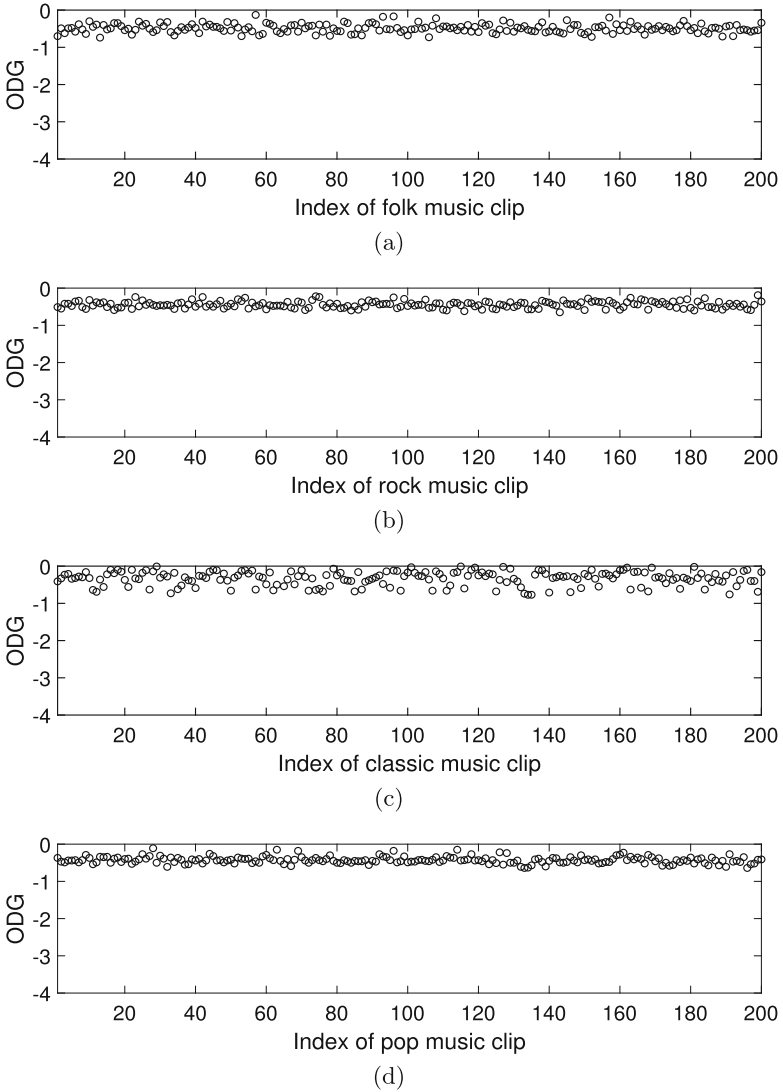 0
-1
-2
-3
-4
ODG
20 40 60 80 100 120 140 160 180 200
Index of folk music clip
(a)
0
-1
-2
-3
-4
ODG
20 40 60 80 100 120 140 160 180 200
Index of rock music clip
(b)
0
-1
-2
-3
-4
ODG
20 40 60 80 100 120 140 160 180 200
Index of classic music clip
(c)
0
-1
-2
-3
-4
ODG
20 40 60 80 100 120 140 160 180 200
Index of pop music clip
(d)